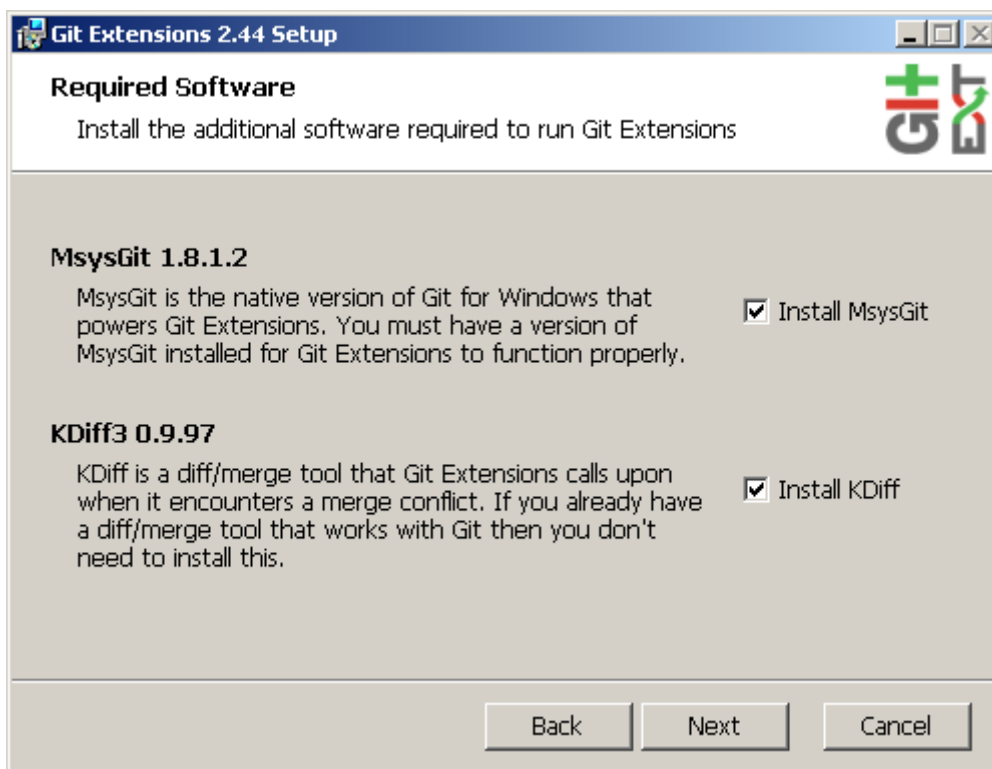 Git Extensions 2.44 Setup
Required Software
Install the additional software required to run Git Extensions
Git
Ext
MsysGit 1.8.1.2
MsysGit is the native version of Git for Windows that
powers Git Extensions. You must have a version of
MsysGit installed for Git Extensions to function properly.
Install MsysGit
KDiff3 0.9.97
KDiff is a diff/merge tool that Git Extensions calls upon
when it encounters a merge conflict. If you already have
a diff/merge tool that works with Git then you don't
need to install this.
Install KDiff
Back
Next
Cancel